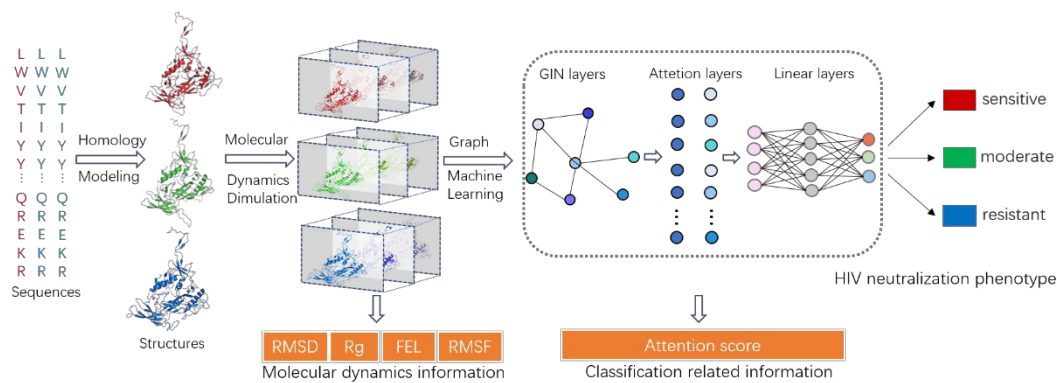 L L L
W W W
V V V
T T T
I I I
Y Y Y
Y Y Y
⋮ ⋮ ⋮
Q Q Q
R R R
E E E
K K K
R R R
Sequences
Homology
Modeling
Structures
Molecular
Dynamics
Dimulation
Graph
Machine
Learning
GIN layers
Attetion layers
Linear layers
sensitive
moderate
resistant
HIV neutralization phenotype
RMSD Rg FEL RMSF
Molecular dynamics information
Attention score
Classification related information